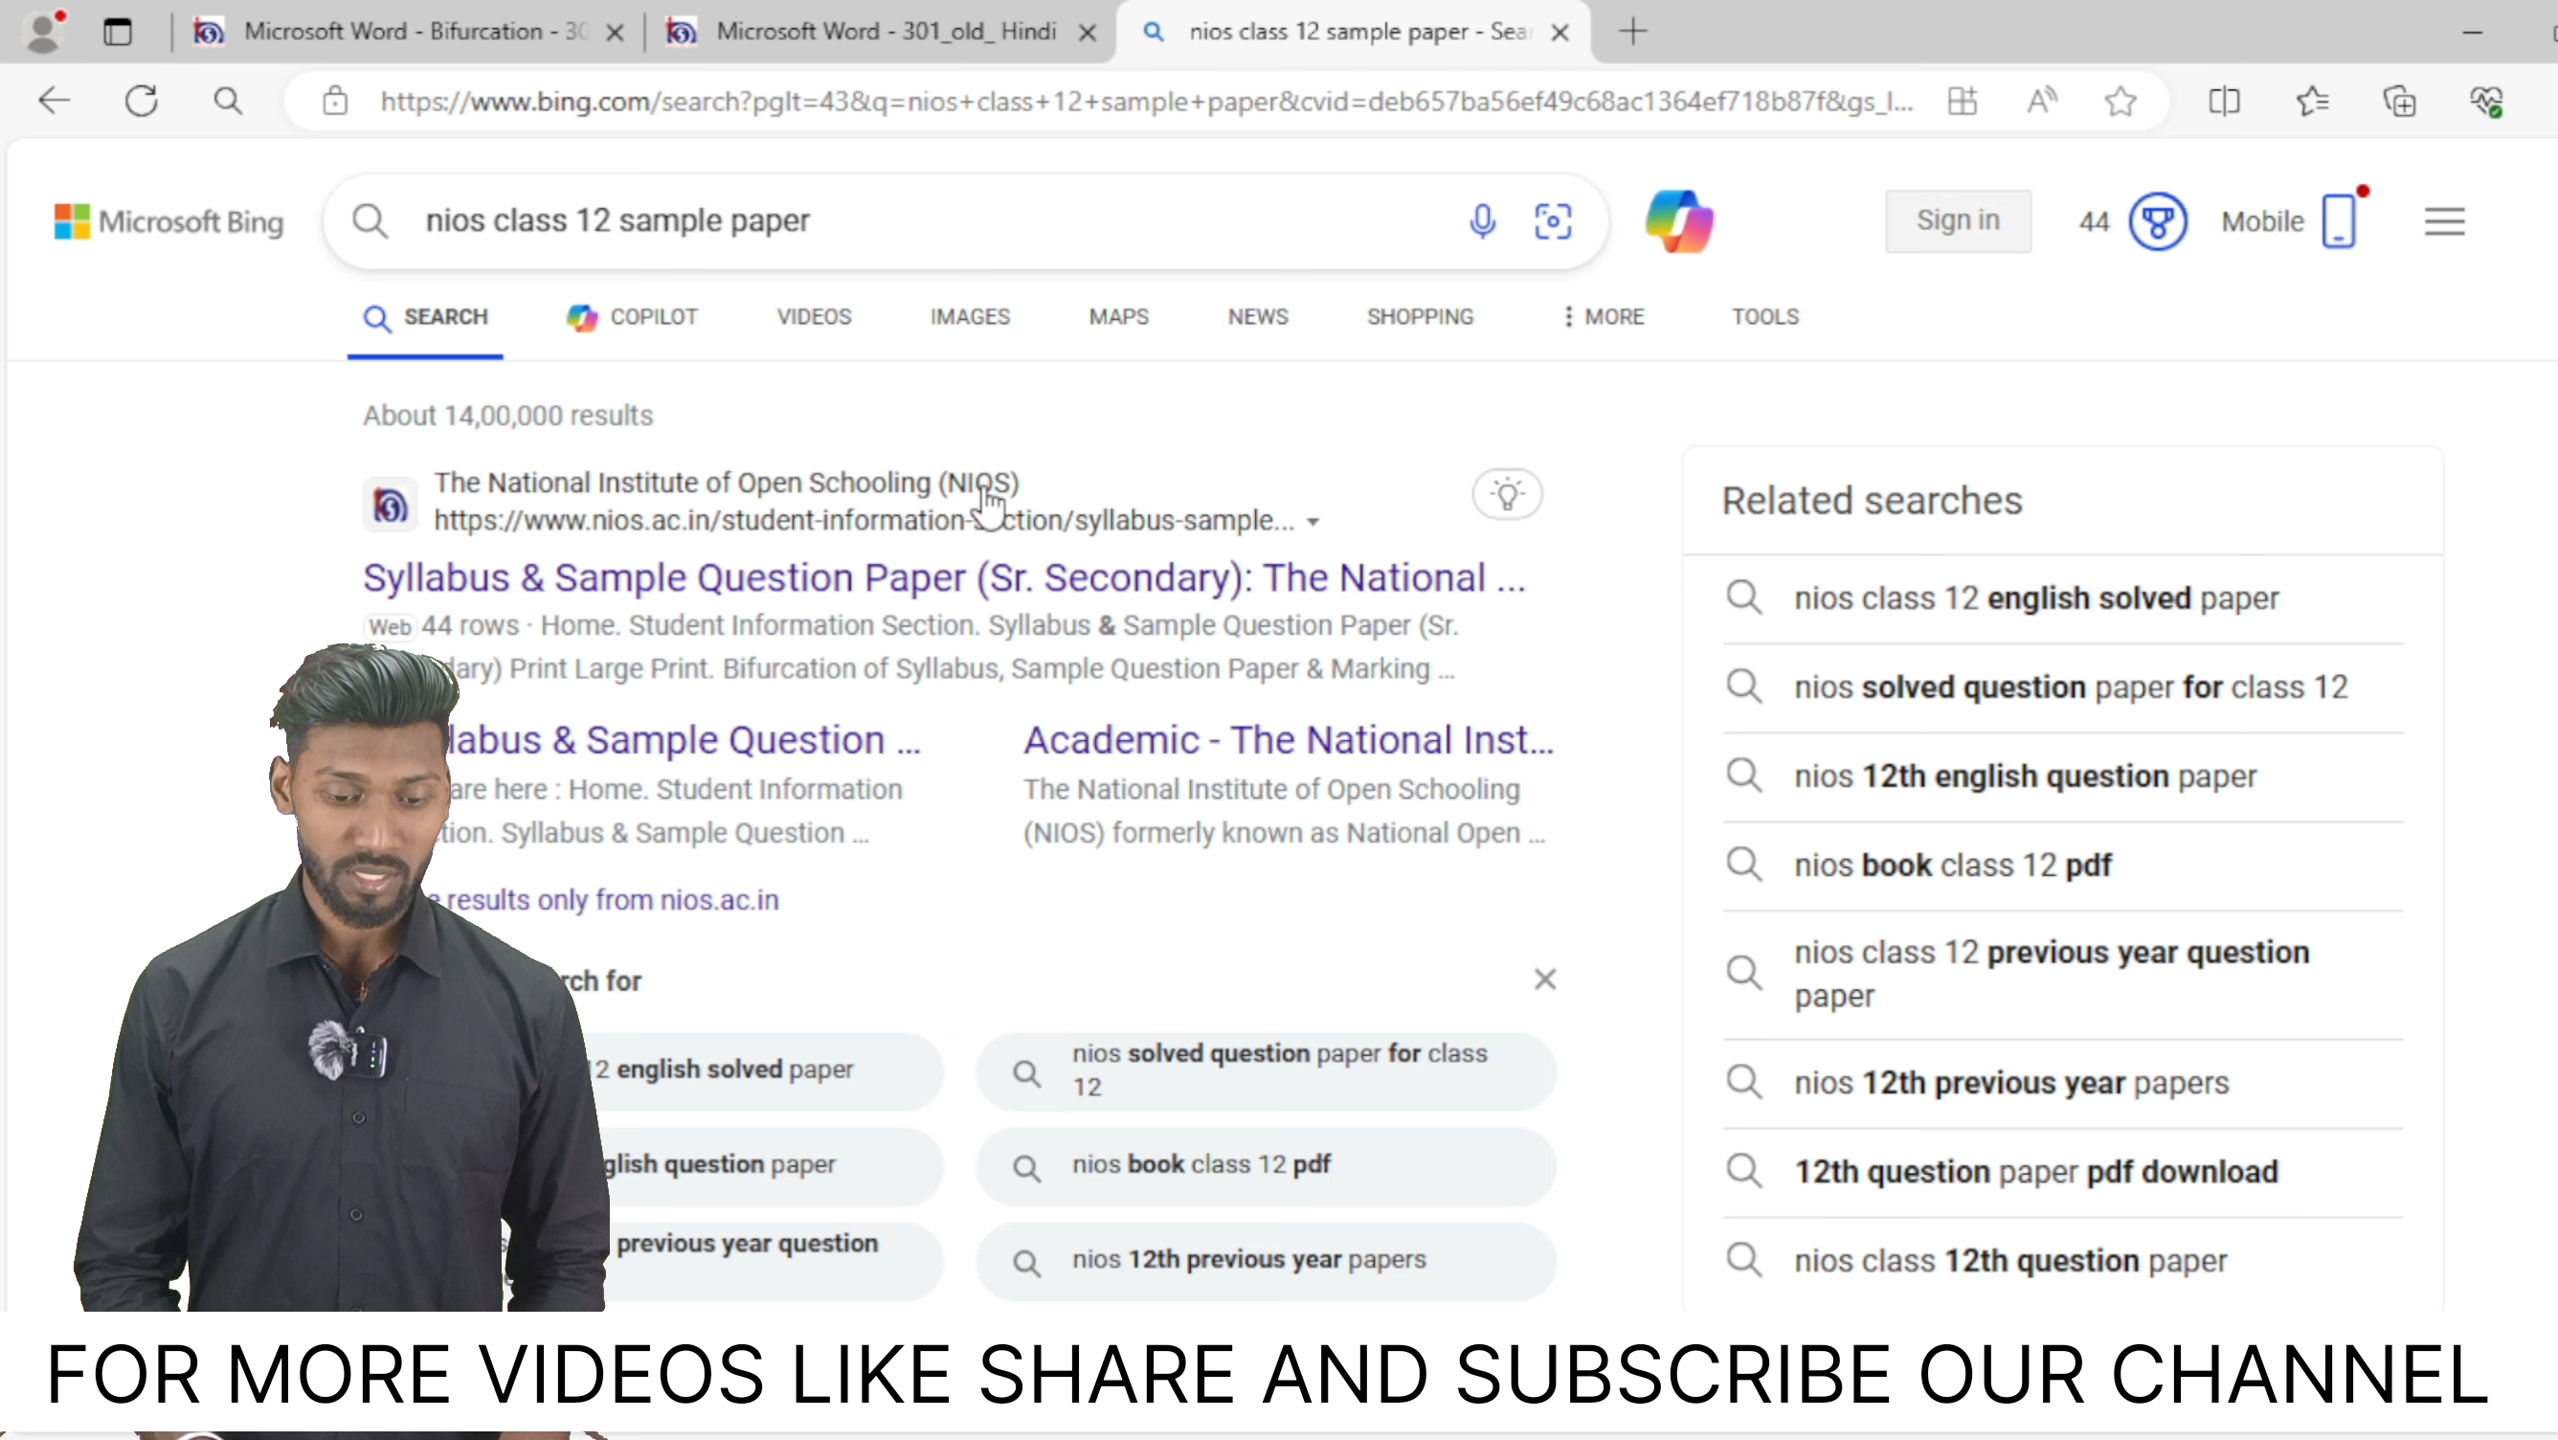 Microsoft Word - Bifurcation - 30
Microsoft Word - 301_old_ Hindi
nios class 12 sample paper - Sear
https://www.bing.com/search?pglt=43&q=nios+class+12+sample+paper&cvid=deb657ba56ef49c68ac1364ef718b87f&gs_l...
Microsoft Bing
nios class 12 sample paper
Sign in
44
Mobile
SEARCH
COPILOT
VIDEOS
IMAGES
MAPS
NEWS
SHOPPING
MORE
TOOLS
About 14,00,000 results
The National Institute of Open Schooling (NIOS)
https://www.nios.ac.in/student-information-section/syllabus-sample...
Syllabus & Sample Question Paper (Sr. Secondary): The National ...
Web 44 rows · Home. Student Information Section. Syllabus & Sample Question Paper (Sr.
dary) Print Large Print. Bifurcation of Syllabus, Sample Question Paper & Marking ...
labus & Sample Question ...
are here : Home. Student Information
tion. Syllabus & Sample Question ...
Academic - The National Inst...
The National Institute of Open Schooling
(NIOS) formerly known as National Open ...
results only from nios.ac.in
rch for
12 english solved paper
nios solved question paper for class
12
glish question paper
nios book class 12 pdf
previous year question
nios 12th previous year papers
Related searches
nios class 12 english solved paper
nios solved question paper for class 12
nios 12th english question paper
nios book class 12 pdf
nios class 12 previous year question
paper
nios 12th previous year papers
12th question paper pdf download
nios class 12th question paper
FOR MORE VIDEOS LIKE SHARE AND SUBSCRIBE OUR CHANNEL